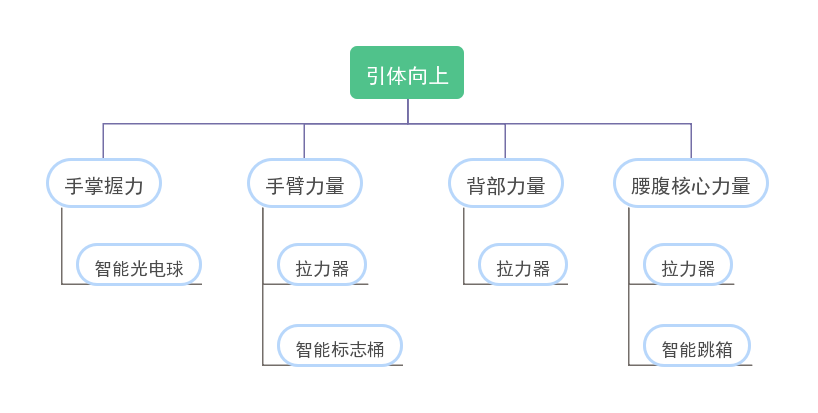 引体向上
手掌握力
手臂力量
背部力量
腰腹核心力量
智能光电球
拉力器
拉力器
拉力器
智能标志桶
智能跳箱